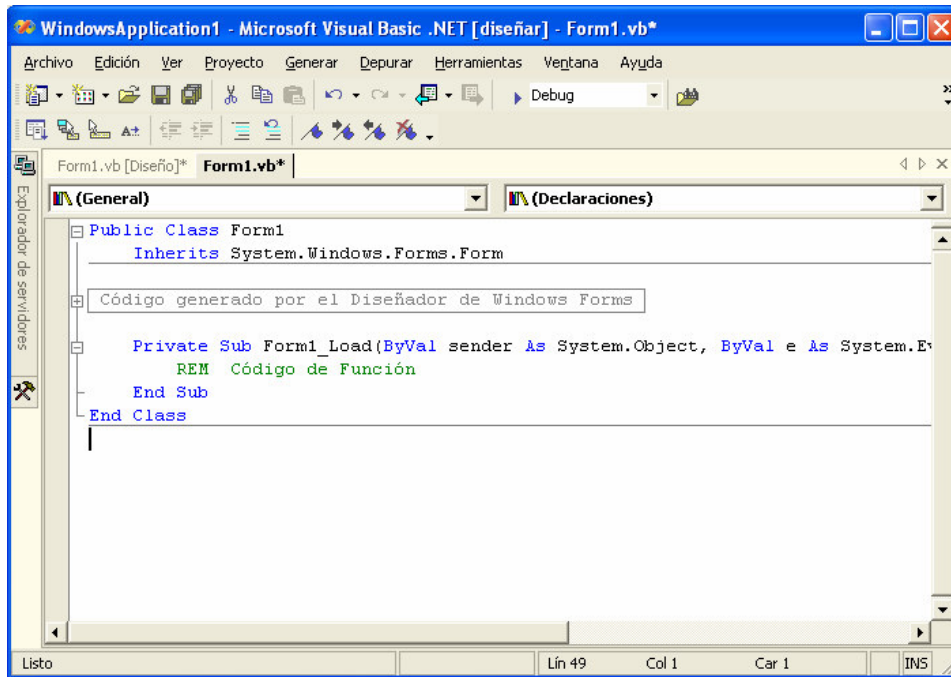 WindowsApplication1 - Microsoft Visual Basic .NET [diseñar] - Form1.vb*
Archivo Edición Ver Proyecto Generar Depurar Herramientas Ventana Ayuda
Debug
Form1.vb [Diseño]* Form1.vb*
Explorador de servidores
(General) (Declaraciones)
Public Class Form1
Inherits System.Windows.Forms.Form
Código generado por el Diseñador de Windows Forms
Private Sub Form1_Load(ByVal sender As System.Object, ByVal e As System.Ev
REM Código de Función
End Sub
End Class
Listo Lín 49 Col 1 Car 1 INS